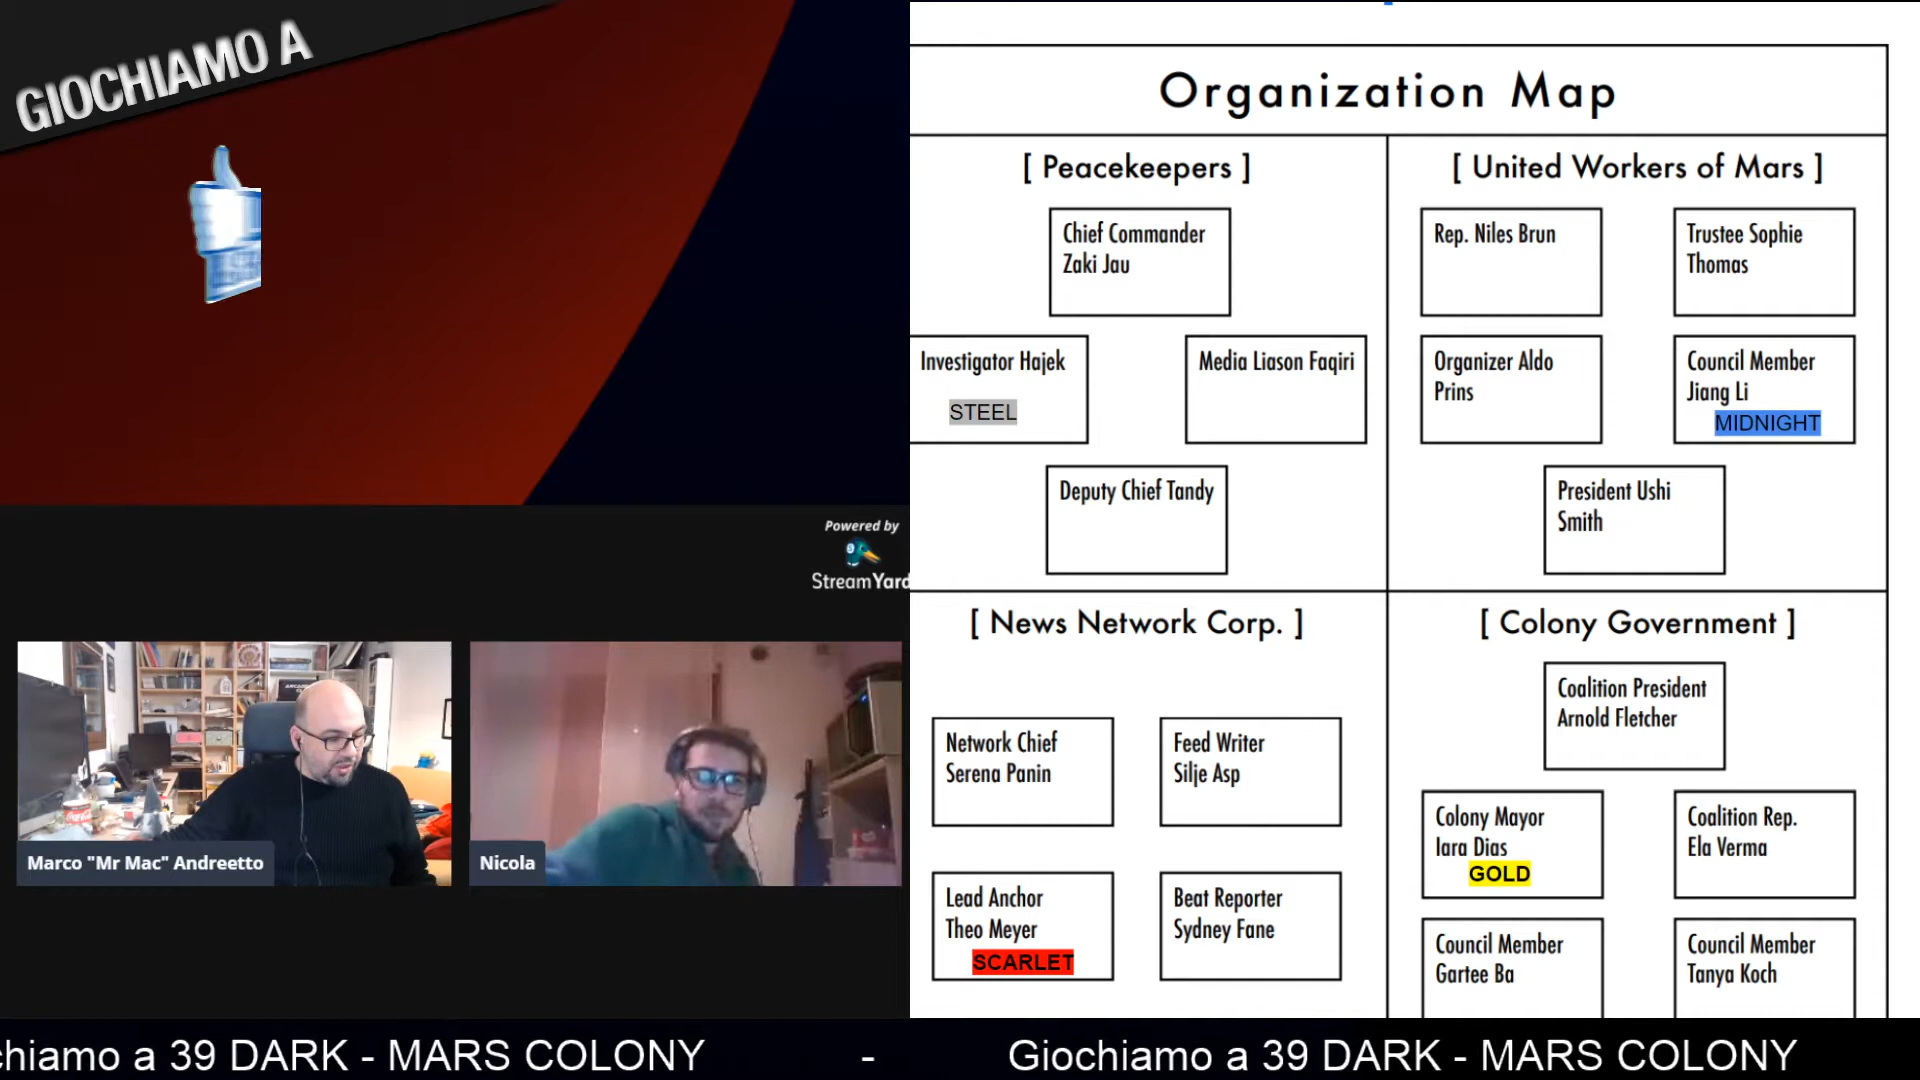 GIOCHIAMO A
Powered by
StreamYard
Marco "Mr Mac" Andreetto
Nicola
Organization Map
[ Peacekeepers ]
Chief Commander
Zaki Jau
Investigator Hajek
STEEL
Media Liason Faqiri
Deputy Chief Tandy
[ United Workers of Mars ]
Rep. Niles Brun
Trustee Sophie
Thomas
Organizer Aldo
Prins
Council Member
Jiang Li
MIDNIGHT
President Ushi
Smith
[ News Network Corp. ]
Network Chief
Serena Panin
Feed Writer
Silje Asp
Lead Anchor
Theo Meyer
SCARLET
Beat Reporter
Sydney Fane
[ Colony Government ]
Coalition President
Arnold Fletcher
Colony Mayor
Iara Dias
GOLD
Coalition Rep.
Ela Verma
Council Member
Gartee Ba
Council Member
Tanya Koch
chiamo a 39 DARK - MARS COLONY - Giochiamo a 39 DARK - MARS COLONY